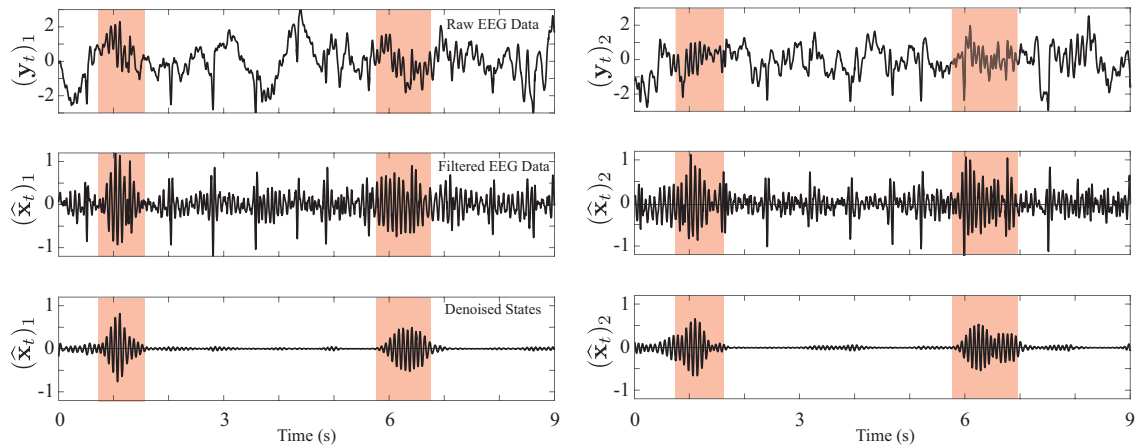 Raw EEG Data
(y_t)_1
2
0
-2
(y_t)_2
2
1
0
-1
-2
Filtered EEG Data
(x̂_t)_1
1
0
-1
(x̂_t)_2
1
0
-1
Denoised States
(x̂_t)_1
1
0
-1
0 3 6 9
Time (s)
(x̂_t)_2
1
0
-1
0 3 6 9
Time (s)